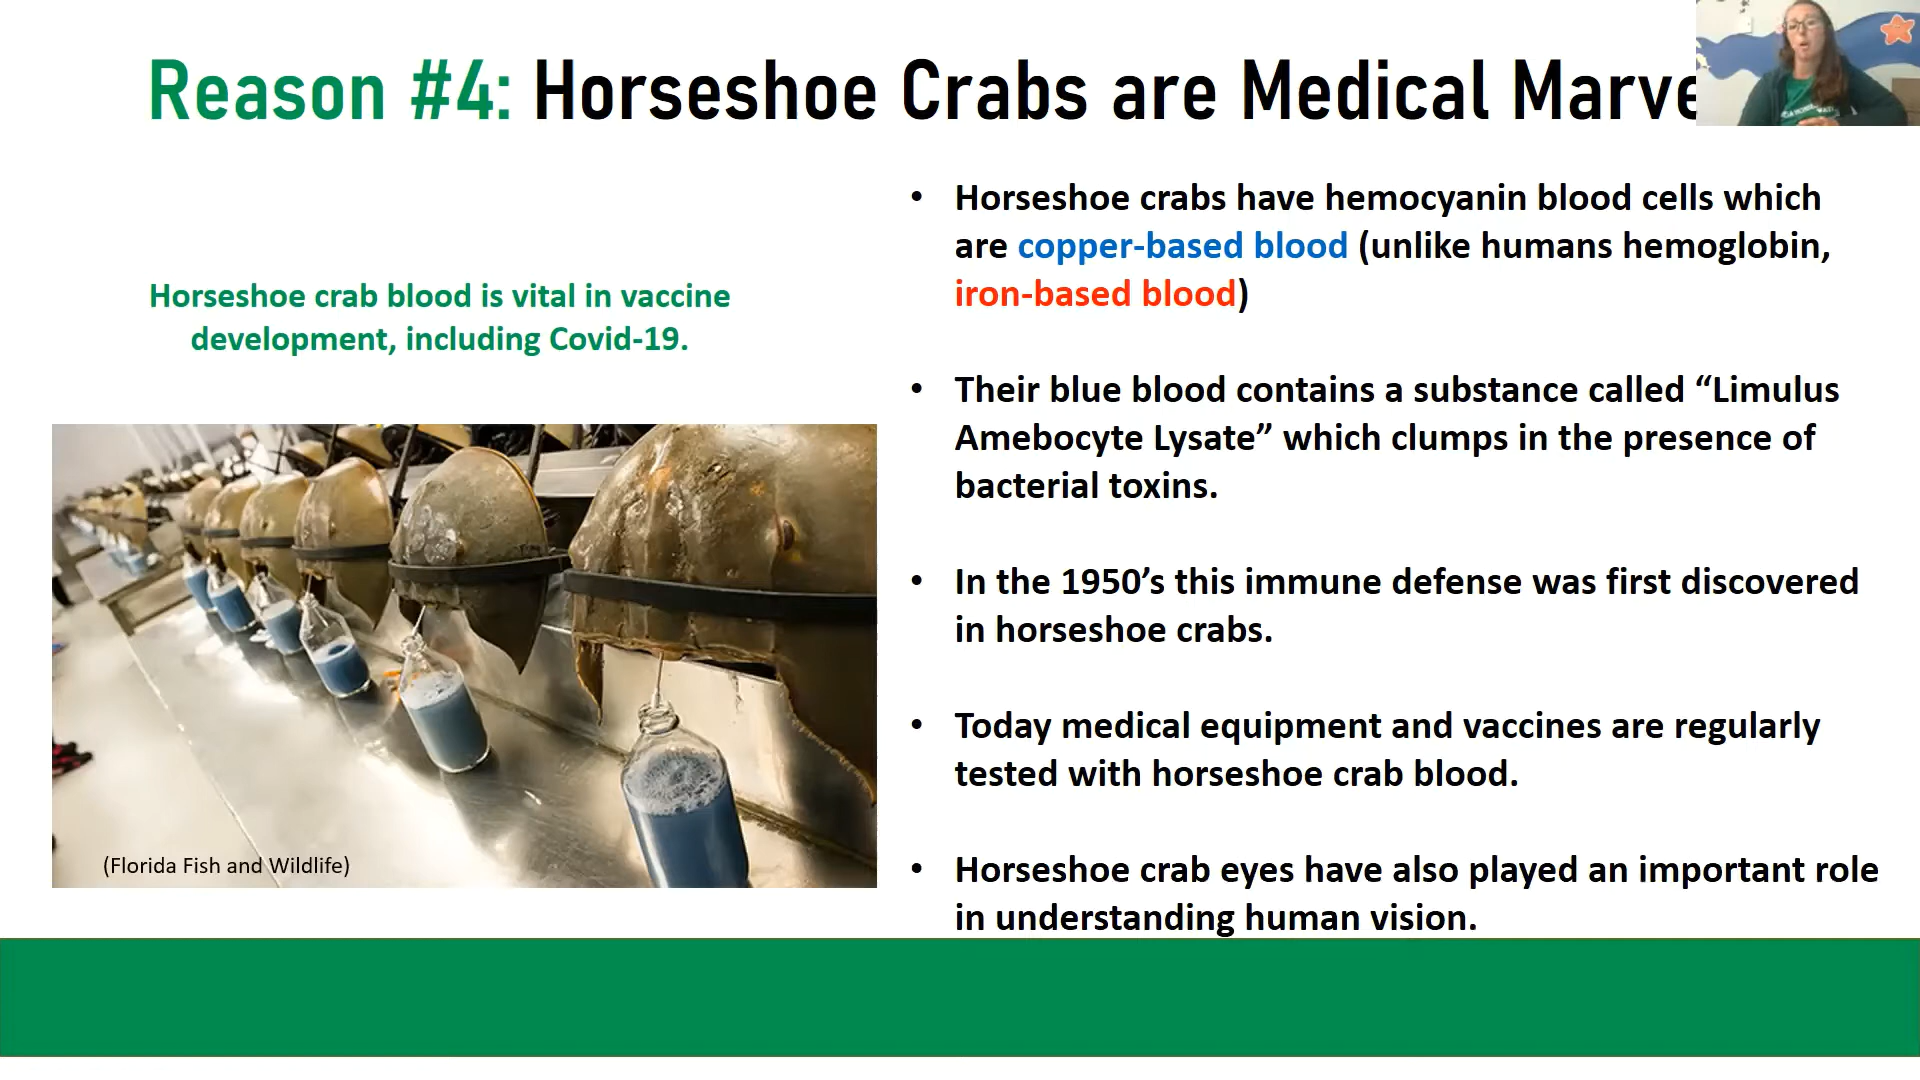 Reason #4: Horseshoe Crabs are Medical
Horseshoe crab blood is vital in vaccine
development, including Covid-19.
(Florida Fish and Wildlife)
• Horseshoe crabs have hemocyanin blood cells which
are copper-based blood (unlike humans hemoglobin,
iron-based blood)
• Their blue blood contains a substance called “Limulus
Amebocyte Lysate” which clumps in the presence of
bacterial toxins.
• In the 1950’s this immune defense was first discovered
in horseshoe crabs.
• Today medical equipment and vaccines are regularly
tested with horseshoe crab blood.
• Horseshoe crab eyes have also played an important role
in understanding human vision.